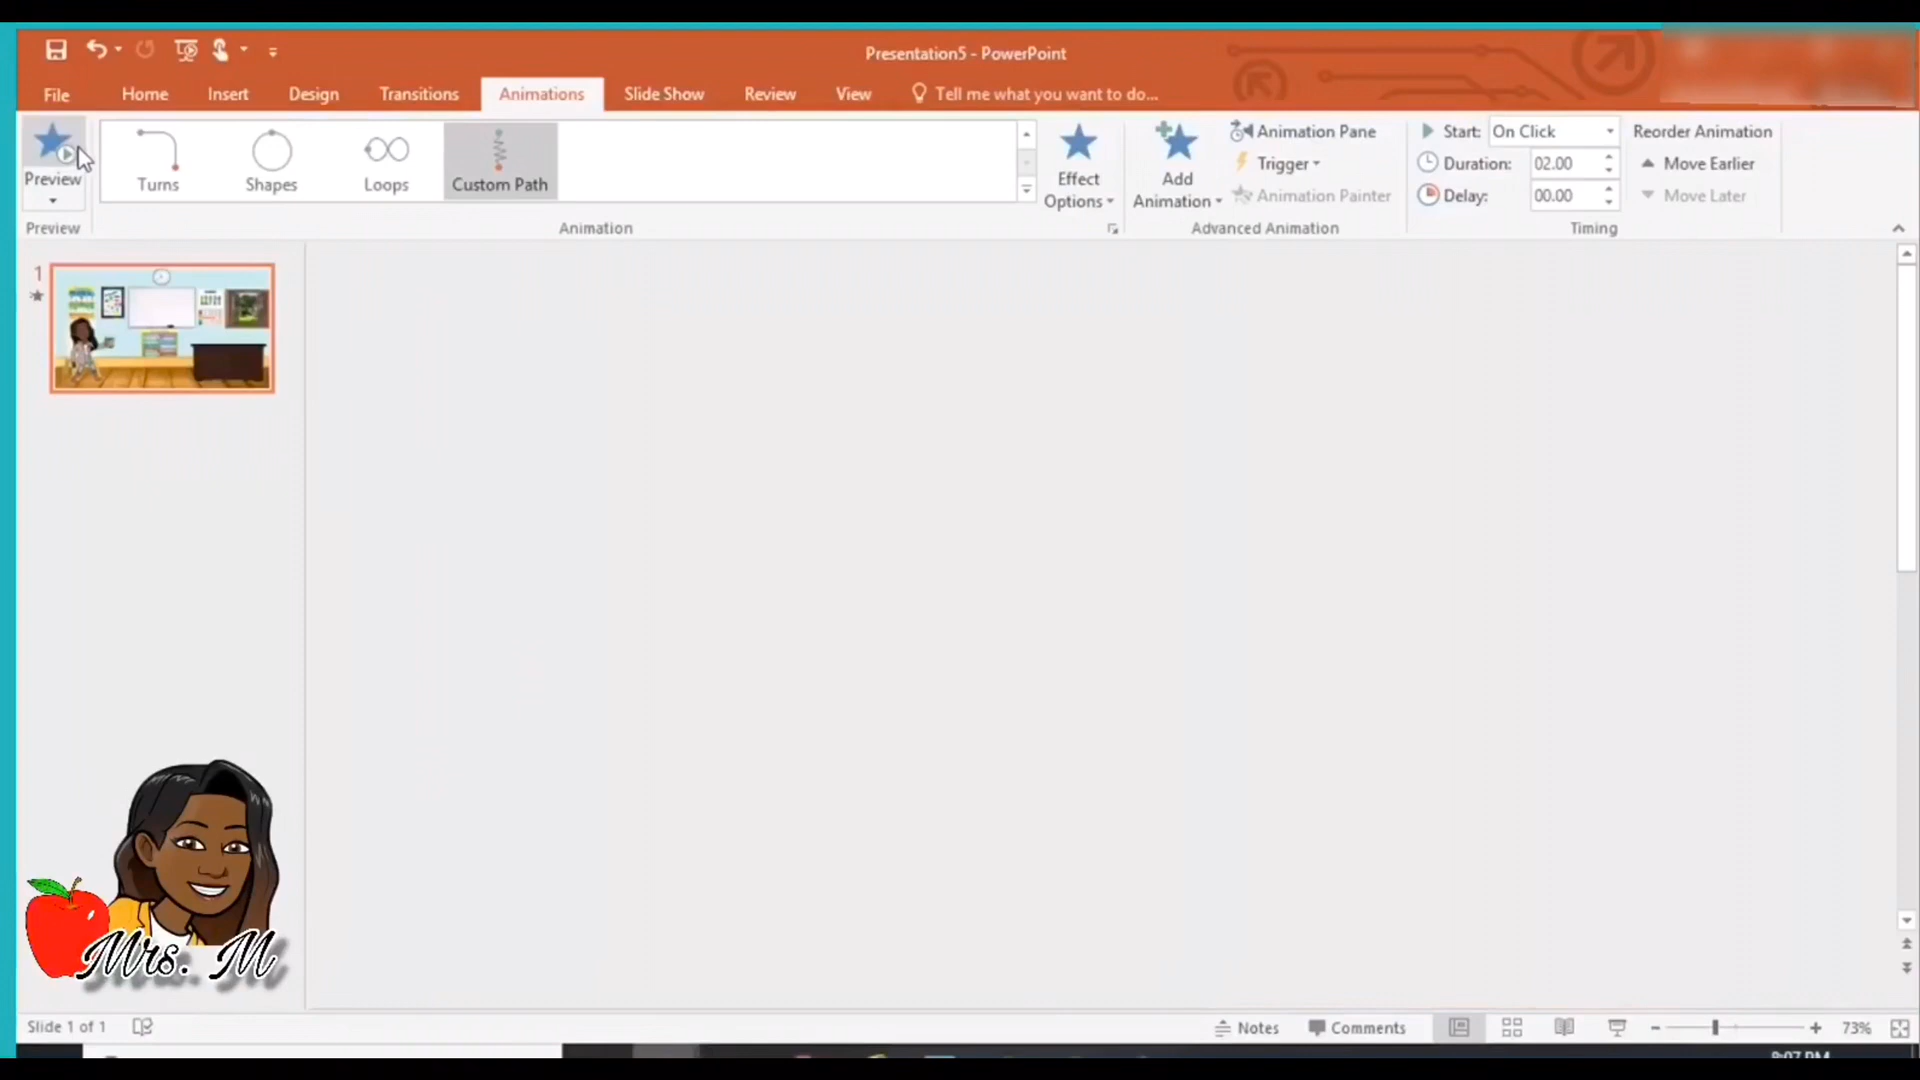 Presentation5 - PowerPoint
File Home Insert Design Transitions Animations Slide Show Review View Tell me what you want to do...
Preview
Turns Shapes Loops Custom Path
Effect Options
Add Animation
Animation Pane
Trigger
Animation Painter
Start: On Click
Duration: 02.00
Delay: 00.00
Reorder Animation
Move Earlier
Move Later
Preview Animation Advanced Animation Timing
1
Mrs. M
Slide 1 of 1 Notes Comments 73%